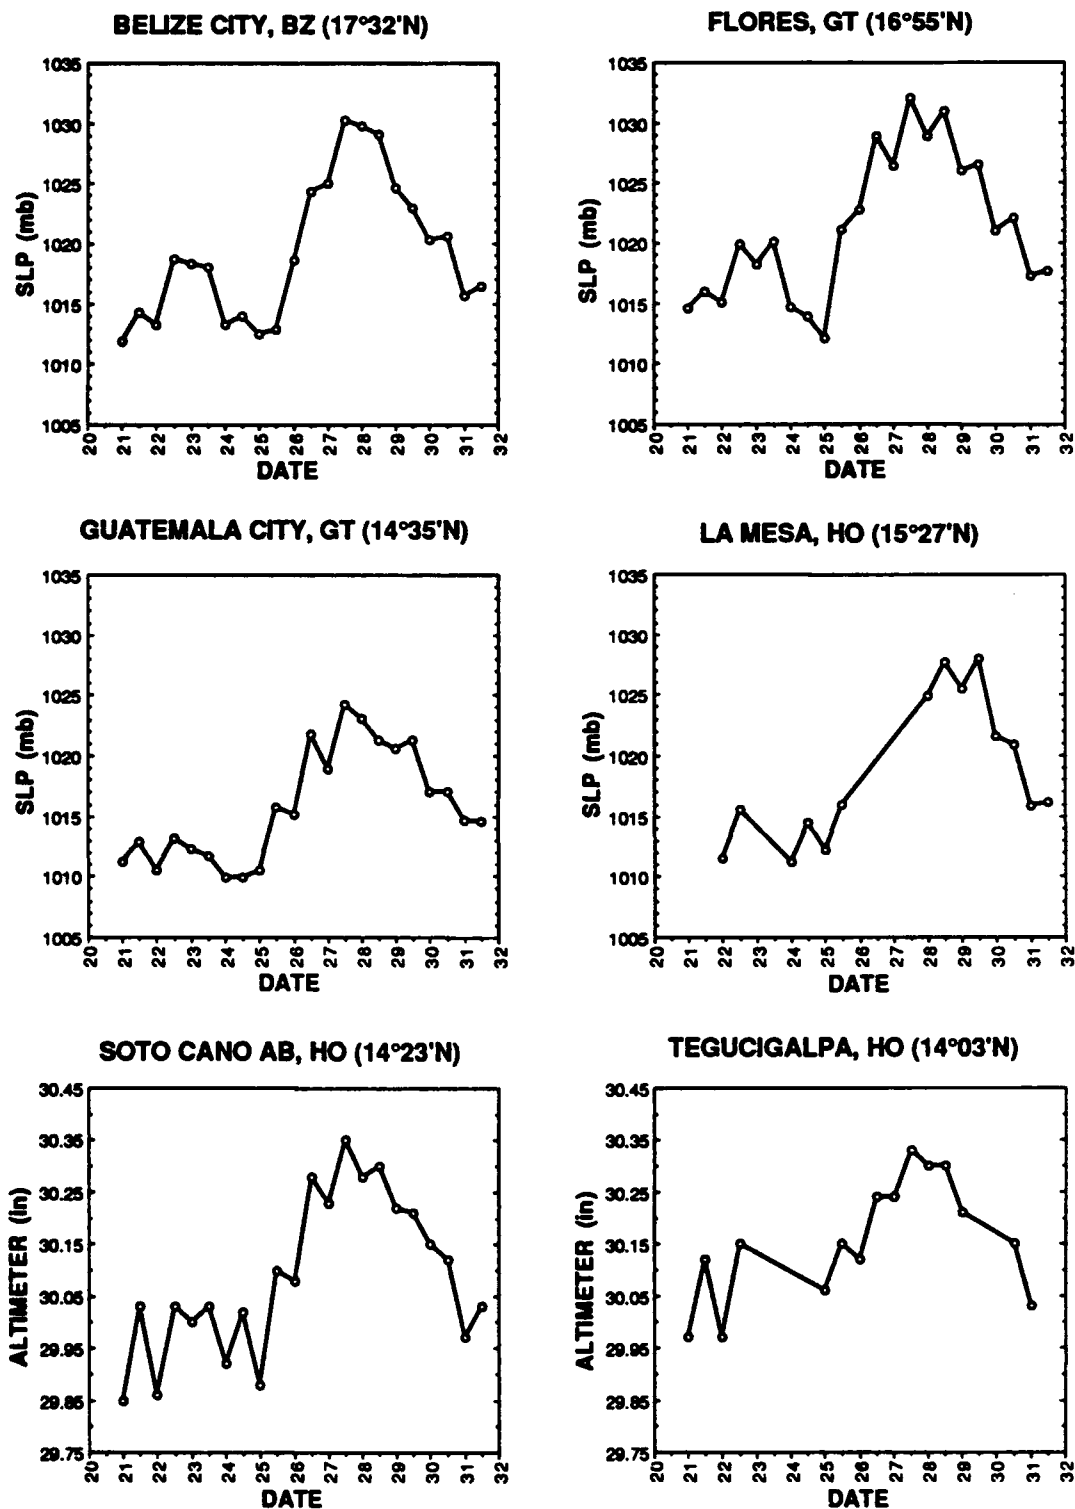 BELIZE CITY, BZ (17°32'N)
SLP (mb)
1035
1030
1025
1020
1015
1010
1005
20 21 22 23 24 25 26 27 28 29 30 31 32
DATE
FLORES, GT (16°55'N)
SLP (mb)
1035
1030
1025
1020
1015
1010
1005
20 21 22 23 24 25 26 27 28 29 30 31 32
DATE
GUATEMALA CITY, GT (14°35'N)
SLP (mb)
1035
1030
1025
1020
1015
1010
1005
20 21 22 23 24 25 26 27 28 29 30 31 32
DATE
LA MESA, HO (15°27'N)
SLP (mb)
1035
1030
1025
1020
1015
1010
1005
20 21 22 23 24 25 26 27 28 29 30 31 32
DATE
SOTO CANO AB, HO (14°23'N)
ALTIMETER (in)
30.45
30.35
30.25
30.15
30.05
29.95
29.85
29.75
20 21 22 23 24 25 26 27 28 29 30 31 32
DATE
TEGUCIGALPA, HO (14°03'N)
ALTIMETER (in)
30.45
30.35
30.25
30.15
30.05
29.95
29.85
29.75
20 21 22 23 24 25 26 27 28 29 30 31 32
DATE